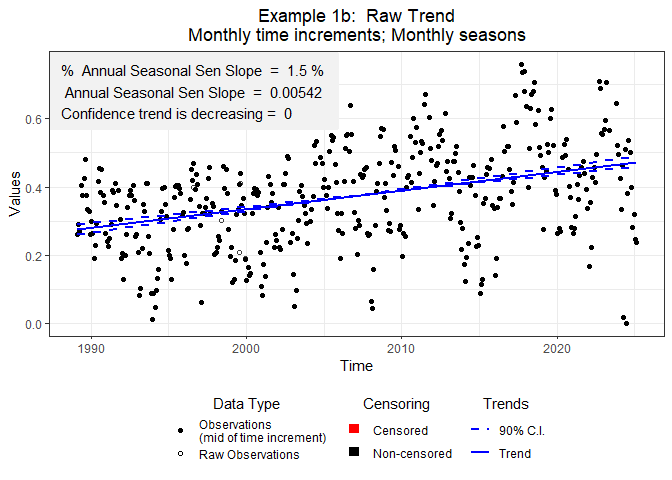 Example 1b:  Raw Trend
Monthly time increments; Monthly seasons
%  Annual Seasonal Sen Slope  =  1.5 %
Annual Seasonal Sen Slope  =  0.00542
Confidence trend is decreasing =  0
Values
0.6
0.4
0.2
0.0
1990
2000
2010
2020
Time
Data Type
Observations
(mid of time increment)
Raw Observations
Censoring
Censored
Non-censored
Trends
90% C.I.
Trend